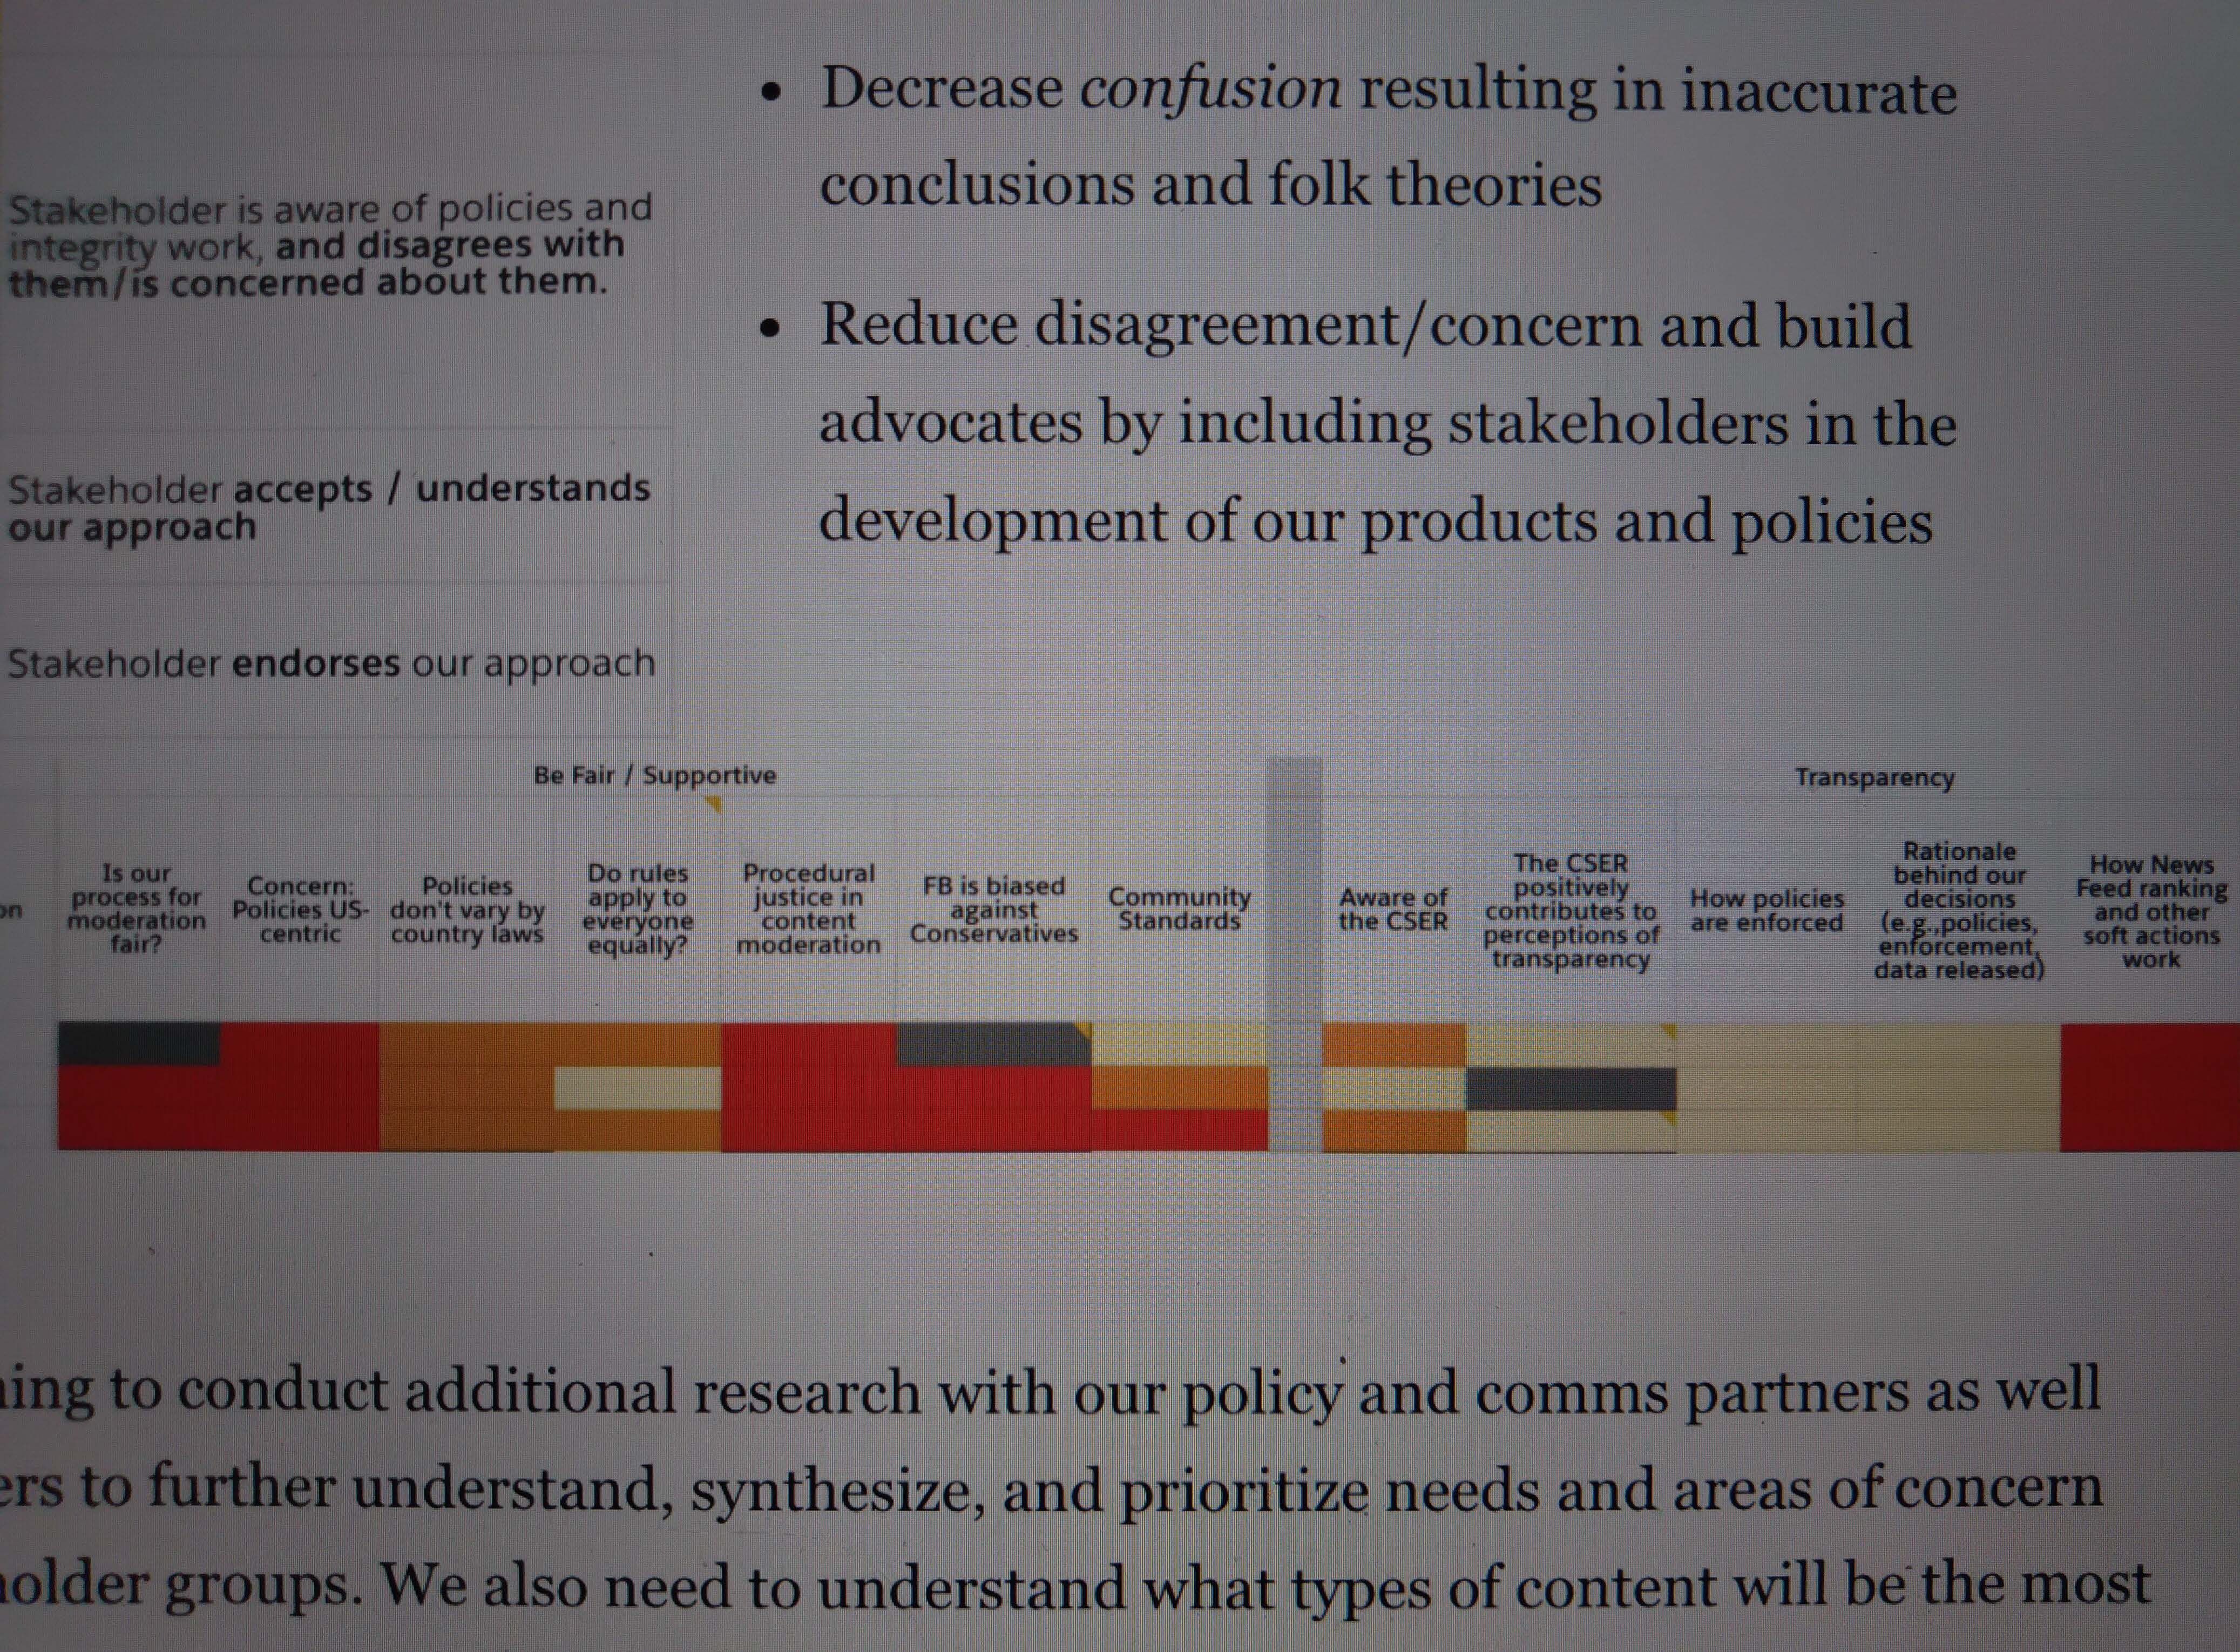 Decrease confusion resulting in inaccurate
conclusions and folk theories
Reduce disagreement/concern and build
advocates by including stakeholders in the
development of our products and policies
Stakeholder is aware of policies and
integrity work, and disagrees with
them/is concerned about them.
Stakeholder accepts / understands
our approach
Stakeholder endorses our approach
Be Fair / Supportive
Transparency
on
Is our
process for
moderation
fair?
Concern:
Policies US-
centric
Policies
don't vary by
country laws
Do rules
apply to
everyone
equally?
Procedural
justice in
content
moderation
FB is biased
against
Conservatives
Community
Standards
Aware of
the CSER
The CSER
positively
contributes to
perceptions of
transparency
How policies
are enforced
Rationale
behind our
decisions
(e.g.,policies,
enforcement,
data released)
How News
Feed ranking
and other
soft actions
work
ing to conduct additional research with our policy and comms partners as well
ers to further understand, synthesize, and prioritize needs and areas of concern
older groups. We also need to understand what types of content will be the most